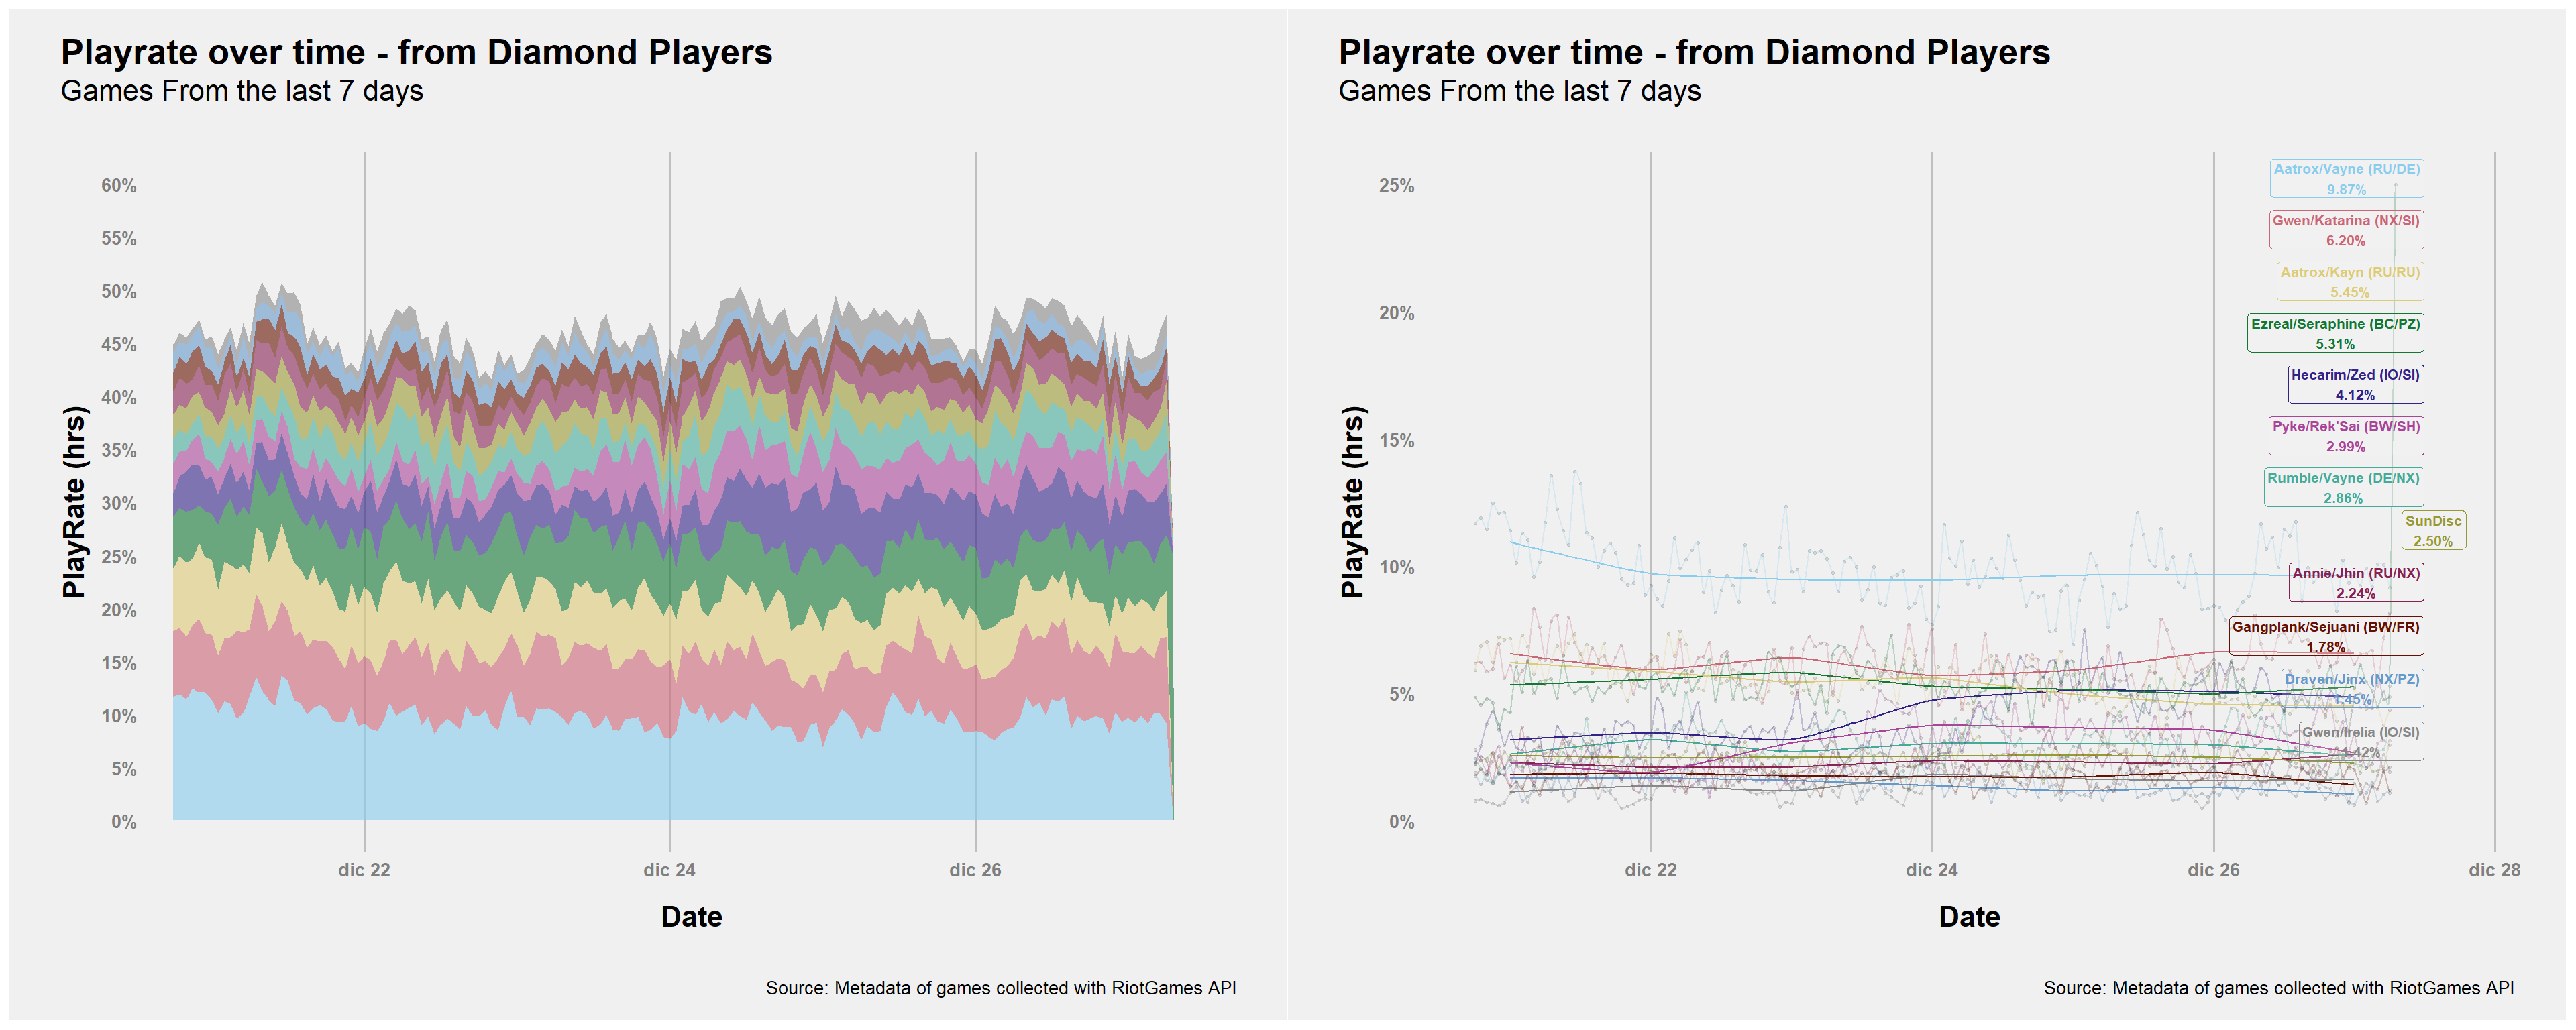 Playrate over time - from Diamond Players
Games From the last 7 days
60%
55%
50%
45%
40%
35%
30%
25%
20%
15%
10%
5%
0%
PlayRate (hrs)
dic 22
dic 24
dic 26
Date
Source: Metadata of games collected with RiotGames API
Playrate over time - from Diamond Players
Games From the last 7 days
25%
20%
15%
10%
5%
0%
PlayRate (hrs)
Aatrox/Vayne (RU/DE)
9.87%
Gwen/Katarina (NX/SI)
6.20%
Aatrox/Kayn (RU/RU)
5.45%
Ezreal/Seraphine (BC/PZ)
5.31%
Hecarim/Zed (IO/SI)
4.12%
Pyke/Rek'Sai (BW/SH)
2.99%
Rumble/Vayne (DE/NX)
2.86%
SunDisc
2.50%
Annie/Jhin (RU/NX)
2.24%
Gangplank/Sejuani (BW/FR)
1.78%
Draven/Jinx (NX/PZ)
1.45%
Gwen/Irelia (IO/SI)
1.42%
dic 22
dic 24
dic 26
dic 28
Date
Source: Metadata of games collected with RiotGames API